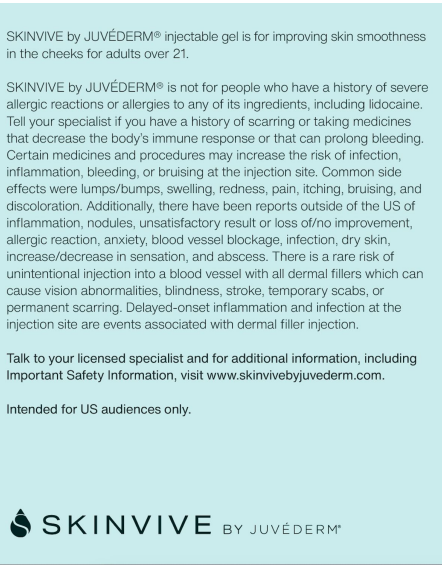 SKINVIVE by JUVÉDERM® injectable gel is for improving skin smoothness
in the cheeks for adults over 21.
SKINVIVE by JUVÉDERM® is not for people who have a history of severe
allergic reactions or allergies to any of its ingredients, including lidocaine.
Tell your specialist if you have a history of scarring or taking medicines
that decrease the body's immune response or that can prolong bleeding.
Certain medicines and procedures may increase the risk of infection,
inflammation, bleeding, or bruising at the injection site. Common side
effects were lumps/bumps, swelling, redness, pain, itching, bruising, and
discoloration. Additionally, there have been reports outside of the US of
inflammation, nodules, unsatisfactory result or loss of/no improvement,
allergic reaction, anxiety, blood vessel blockage, infection, dry skin,
increase/decrease in sensation, and abscess. There is a rare risk of
unintentional injection into a blood vessel with all dermal fillers which can
cause vision abnormalities, blindness, stroke, temporary scabs, or
permanent scarring. Delayed-onset inflammation and infection at the
injection site are events associated with dermal filler injection.
Talk to your licensed specialist and for additional information, including
Important Safety Information, visit www.skinvivebyjuvederm.com.
Intended for US audiences only.
SKINVIVE BY JUVÉDERM®